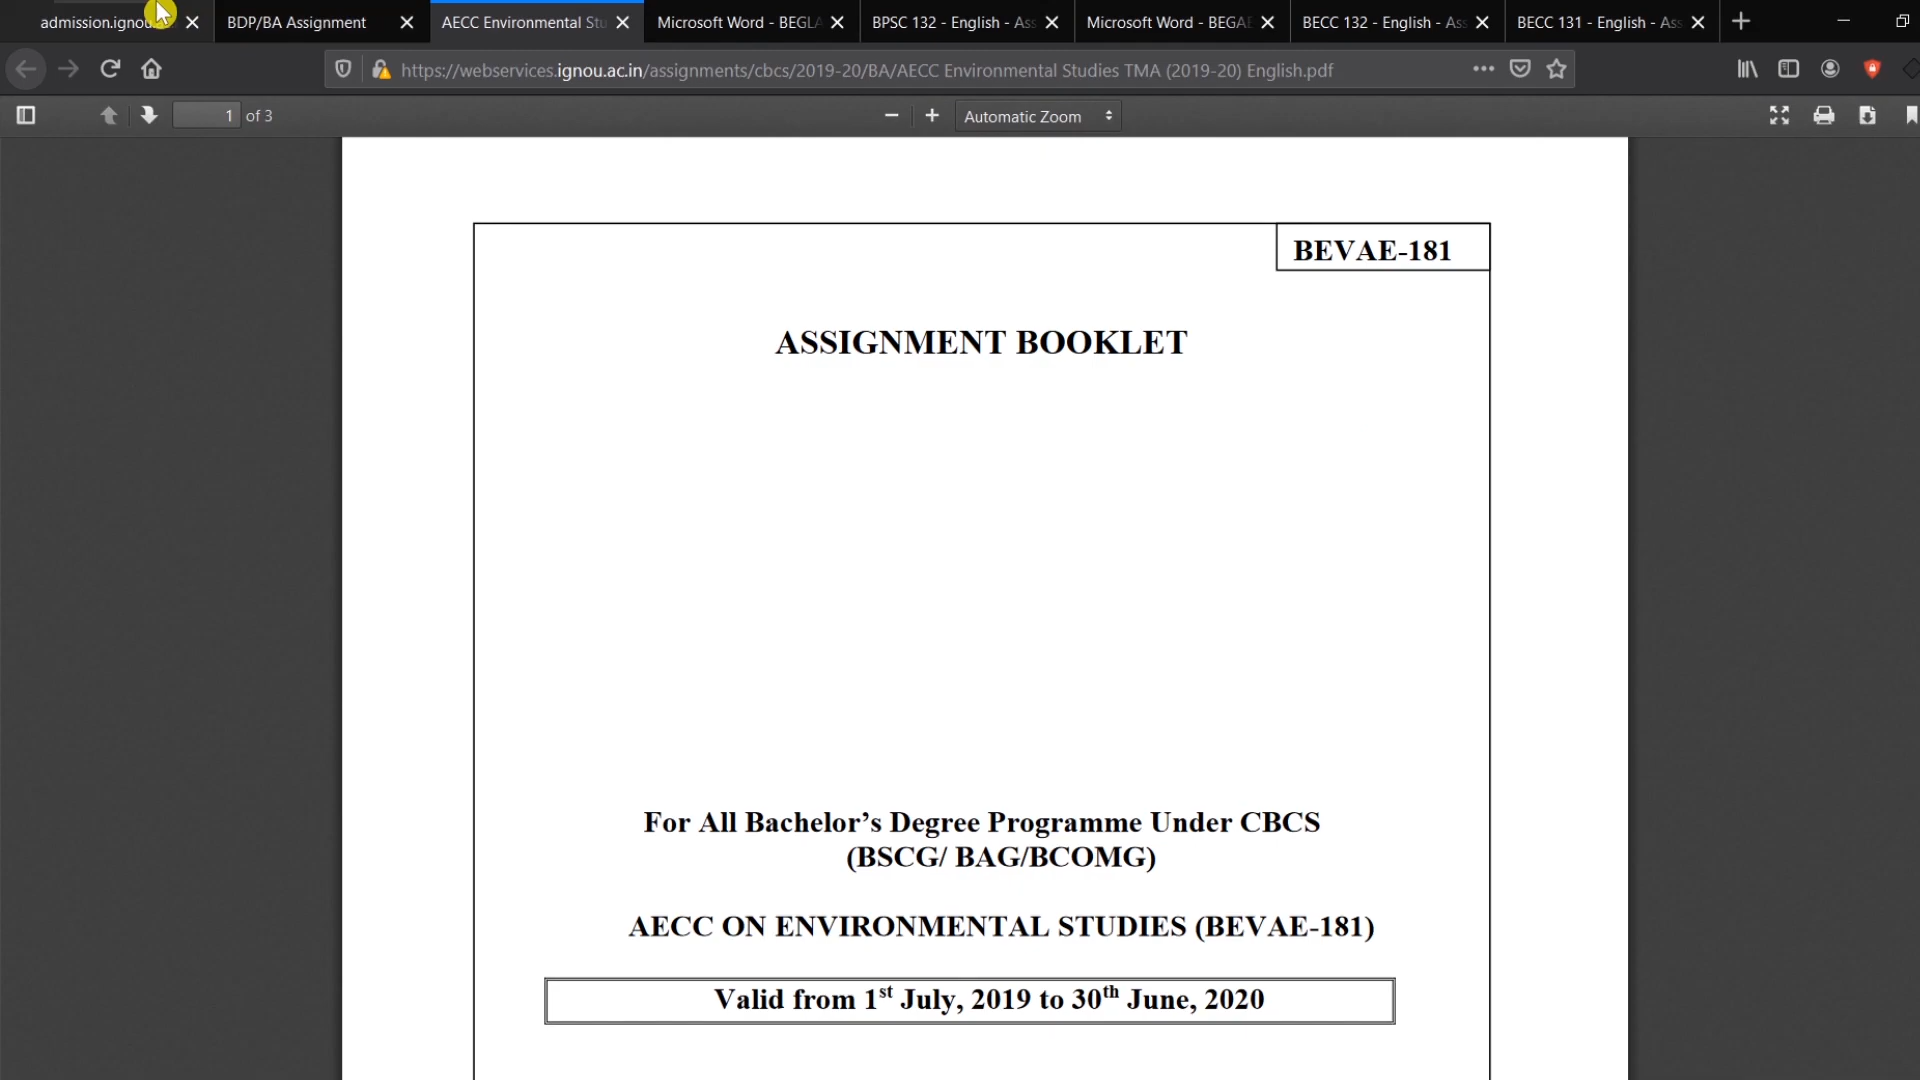 admission.ignou
BDP/BA Assignment
AECC Environmental Stu
Microsoft Word - BEGLA
BPSC 132 - English - Ass
Microsoft Word - BEGAE
BECC 132 - English - Ass
BECC 131 - English - Ass
https://webservices.ignou.ac.in/assignments/cbcs/2019-20/BA/AECC Environmental Studies TMA (2019-20) English.pdf
1 of 3
Automatic Zoom
BEVAE-181
ASSIGNMENT BOOKLET
For All Bachelor’s Degree Programme Under CBCS
(BSCG/ BAG/BCOMG)
AECC ON ENVIRONMENTAL STUDIES (BEVAE-181)
Valid from 1st July, 2019 to 30th June, 2020